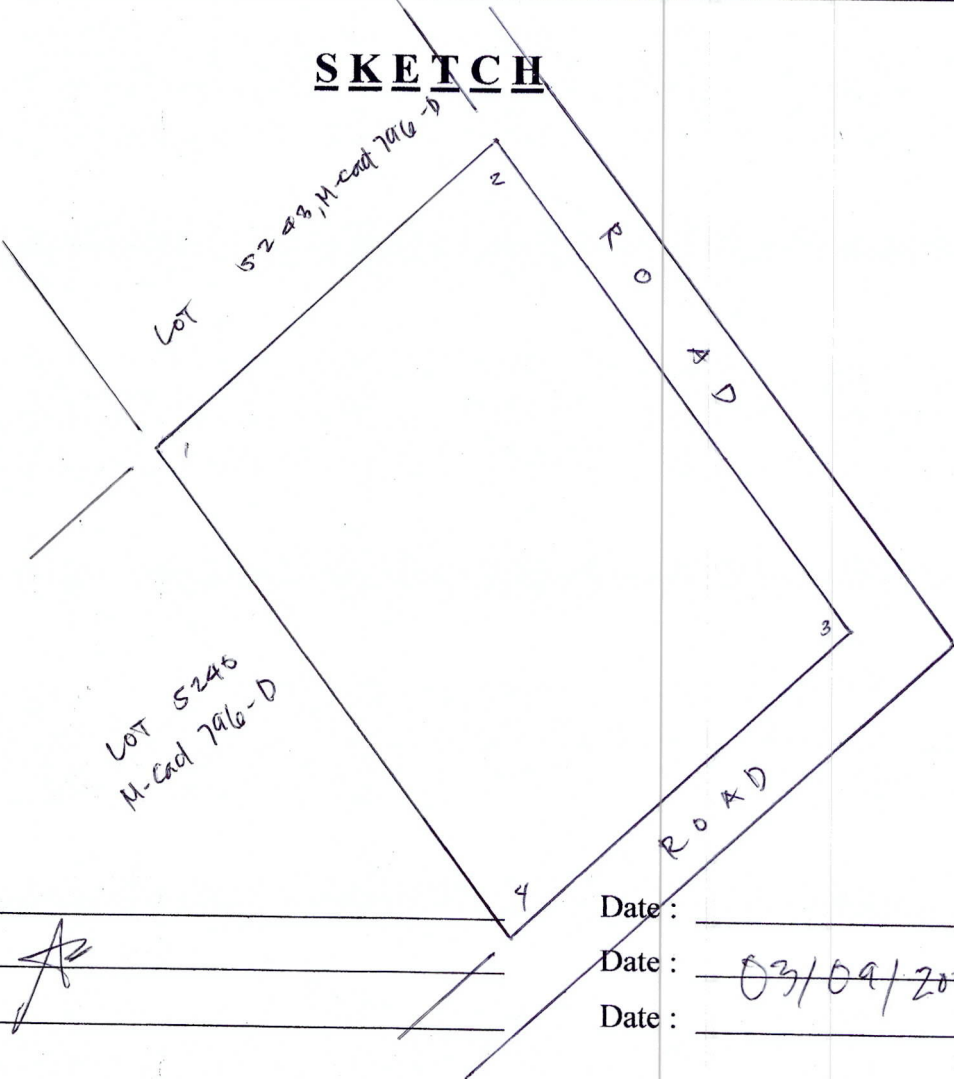 SKETCH
LOT 5243, M-cad 796-D
2
ROAD
1
3
LOT 5240
M-Cad 796-D
ROAD
4
Date :
Date : 03/09/20
Date :